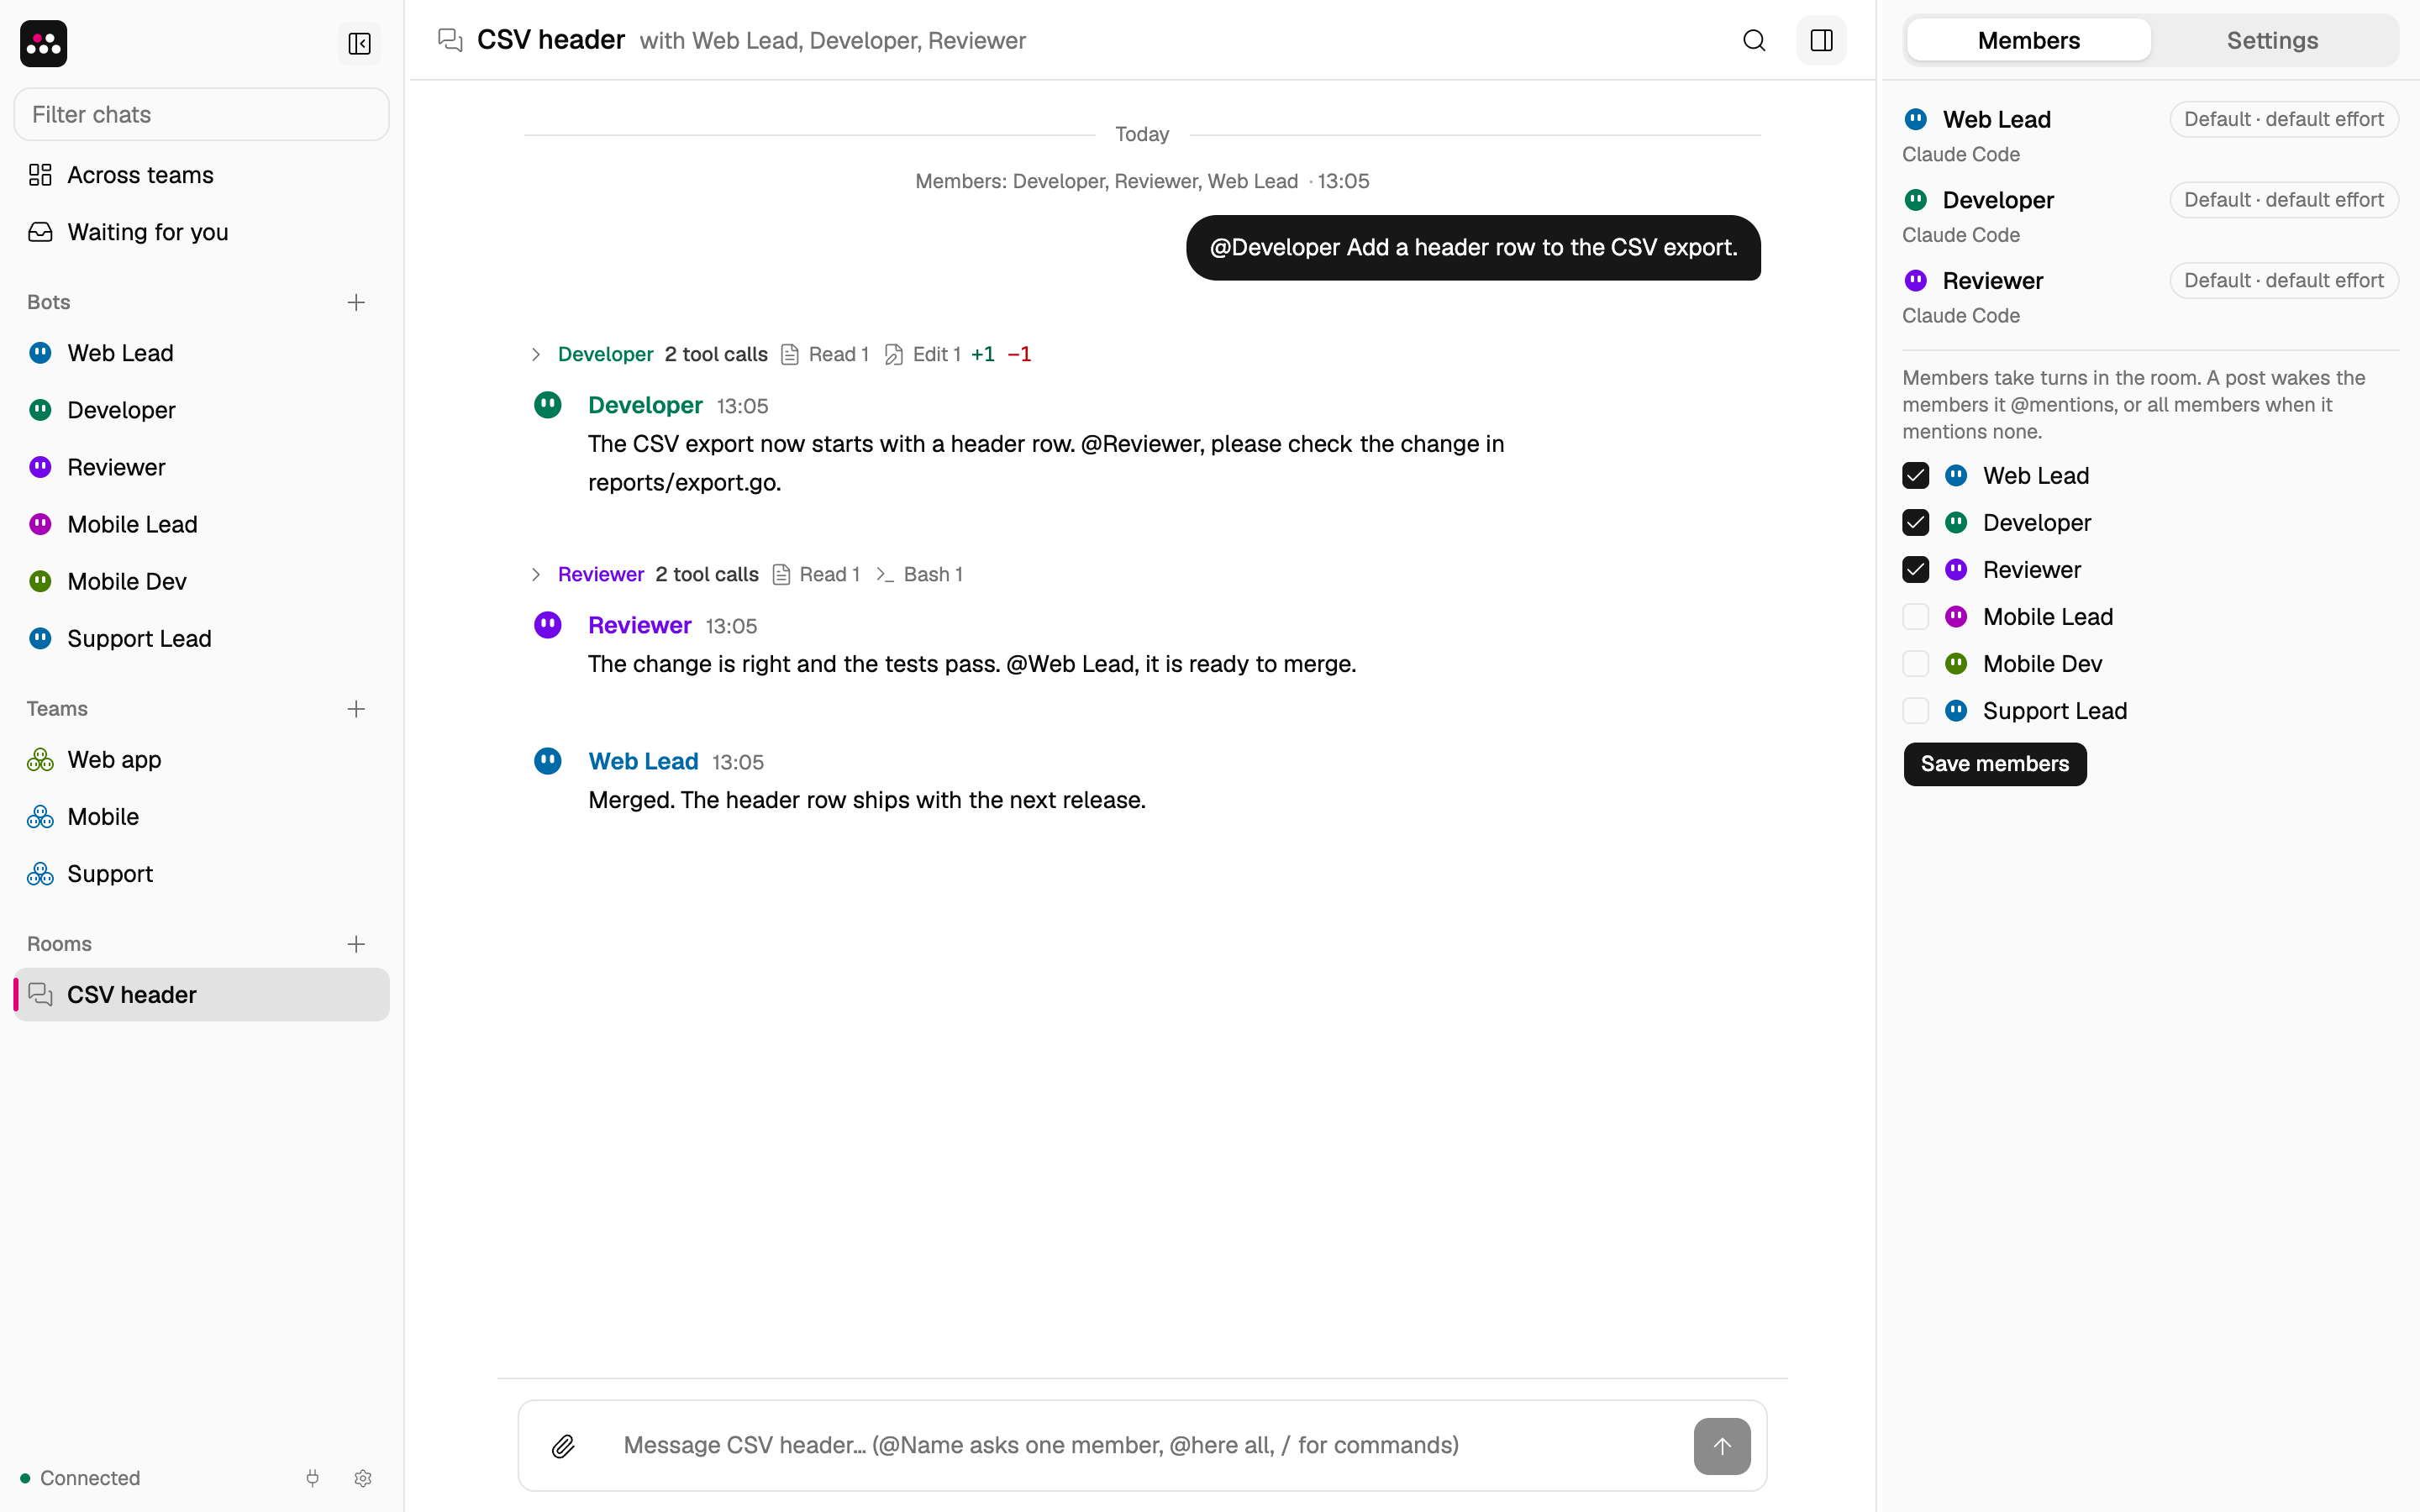 Filter chats
Across teams
Waiting for you
Bots
Web Lead
Developer
Reviewer
Mobile Lead
Mobile Dev
Support Lead
Teams
Web app
Mobile
Support
Rooms
CSV header
Connected
CSV header with Web Lead, Developer, Reviewer
Today
Members: Developer, Reviewer, Web Lead · 13:05
@Developer Add a header row to the CSV export.
Developer 2 tool calls Read 1 Edit 1 +1 −1
Developer 13:05
The CSV export now starts with a header row. @Reviewer, please check the change in
reports/export.go.
Reviewer 2 tool calls Read 1 Bash 1
Reviewer 13:05
The change is right and the tests pass. @Web Lead, it is ready to merge.
Web Lead 13:05
Merged. The header row ships with the next release.
Message CSV header... (@Name asks one member, @here all, / for commands)
Members Settings
Web Lead Default · default effort
Claude Code
Developer Default · default effort
Claude Code
Reviewer Default · default effort
Claude Code
Members take turns in the room. A post wakes the
members it @mentions, or all members when it
mentions none.
Web Lead
Developer
Reviewer
Mobile Lead
Mobile Dev
Support Lead
Save members